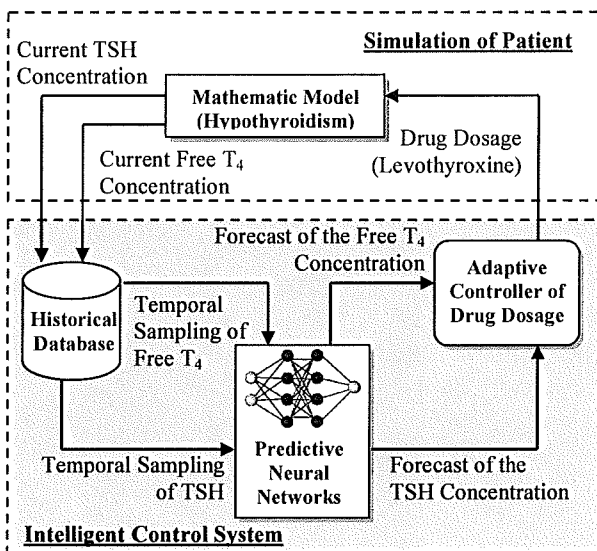 Simulation of Patient
Current TSH
Concentration
Mathematic Model
(Hypothyroidism)
Current Free T4
Concentration
Drug Dosage
(Levothyroxine)
Forecast of the Free T4
Concentration
Historical
Database
Temporal
Sampling of
Free T4
Adaptive
Controller of
Drug Dosage
Predictive
Neural
Networks
Temporal Sampling
of TSH
Forecast of the
TSH Concentration
Intelligent Control System